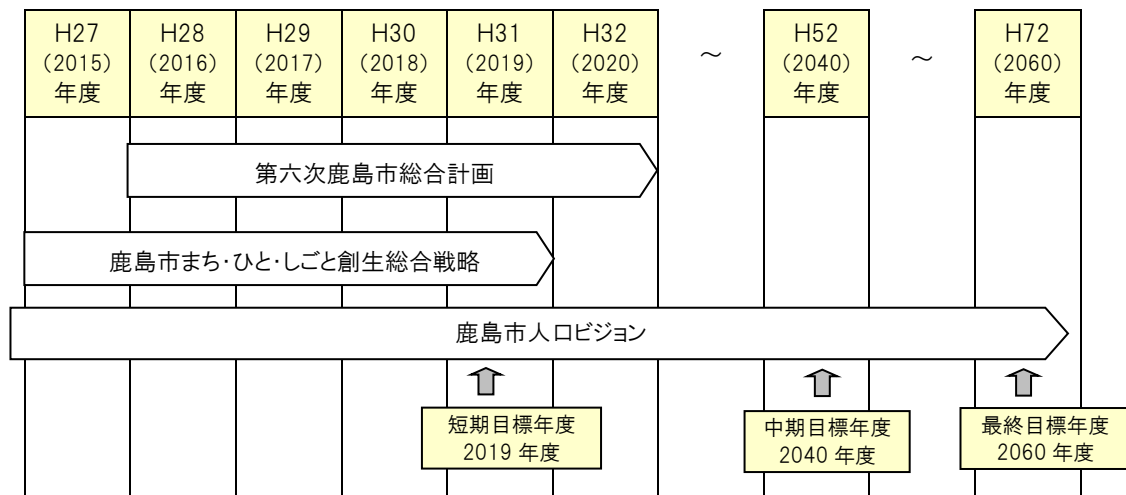 H27
(2015)
年度
H28
(2016)
年度
H29
(2017)
年度
H30
(2018)
年度
H31
(2019)
年度
H32
(2020)
年度
～
H52
(2040)
年度
～
H72
(2060)
年度
第六次鹿島市総合計画
鹿島市まち・ひと・しごと創生総合戦略
鹿島市人口ビジョン
短期目標年度
2019 年度
中期目標年度
2040 年度
最終目標年度
2060 年度